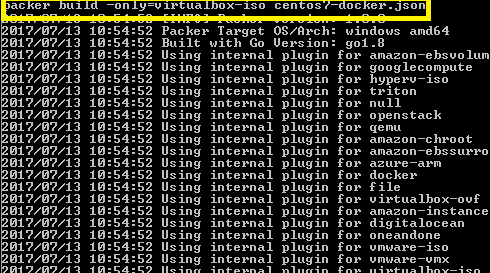 packer build -only=virtualbox-iso centos7-docker.json
2017/07/13 10:54:52 [INFO] Packer version: 1.0.
2017/07/13 10:54:52 Packer Target OS/Arch: windows amd64
2017/07/13 10:54:52 Built with Go Version: go1.8
2017/07/13 10:54:52 Using internal plugin for amazon-ebsvolum
2017/07/13 10:54:52 Using internal plugin for googlecompute
2017/07/13 10:54:52 Using internal plugin for hyperv-iso
2017/07/13 10:54:52 Using internal plugin for triton
2017/07/13 10:54:52 Using internal plugin for null
2017/07/13 10:54:52 Using internal plugin for openstack
2017/07/13 10:54:52 Using internal plugin for qemu
2017/07/13 10:54:52 Using internal plugin for amazon-chroot
2017/07/13 10:54:52 Using internal plugin for amazon-ebssurro
2017/07/13 10:54:52 Using internal plugin for azure-arm
2017/07/13 10:54:52 Using internal plugin for docker
2017/07/13 10:54:52 Using internal plugin for file
2017/07/13 10:54:52 Using internal plugin for virtualbox-ovf
2017/07/13 10:54:52 Using internal plugin for amazon-instance
2017/07/13 10:54:52 Using internal plugin for digitalocean
2017/07/13 10:54:52 Using internal plugin for oneandone
2017/07/13 10:54:52 Using internal plugin for vmware-iso
2017/07/13 10:54:52 Using internal plugin for vmware-vmx
2017/07/13 10:54:52 Using internal plugin for virtualbox-iso